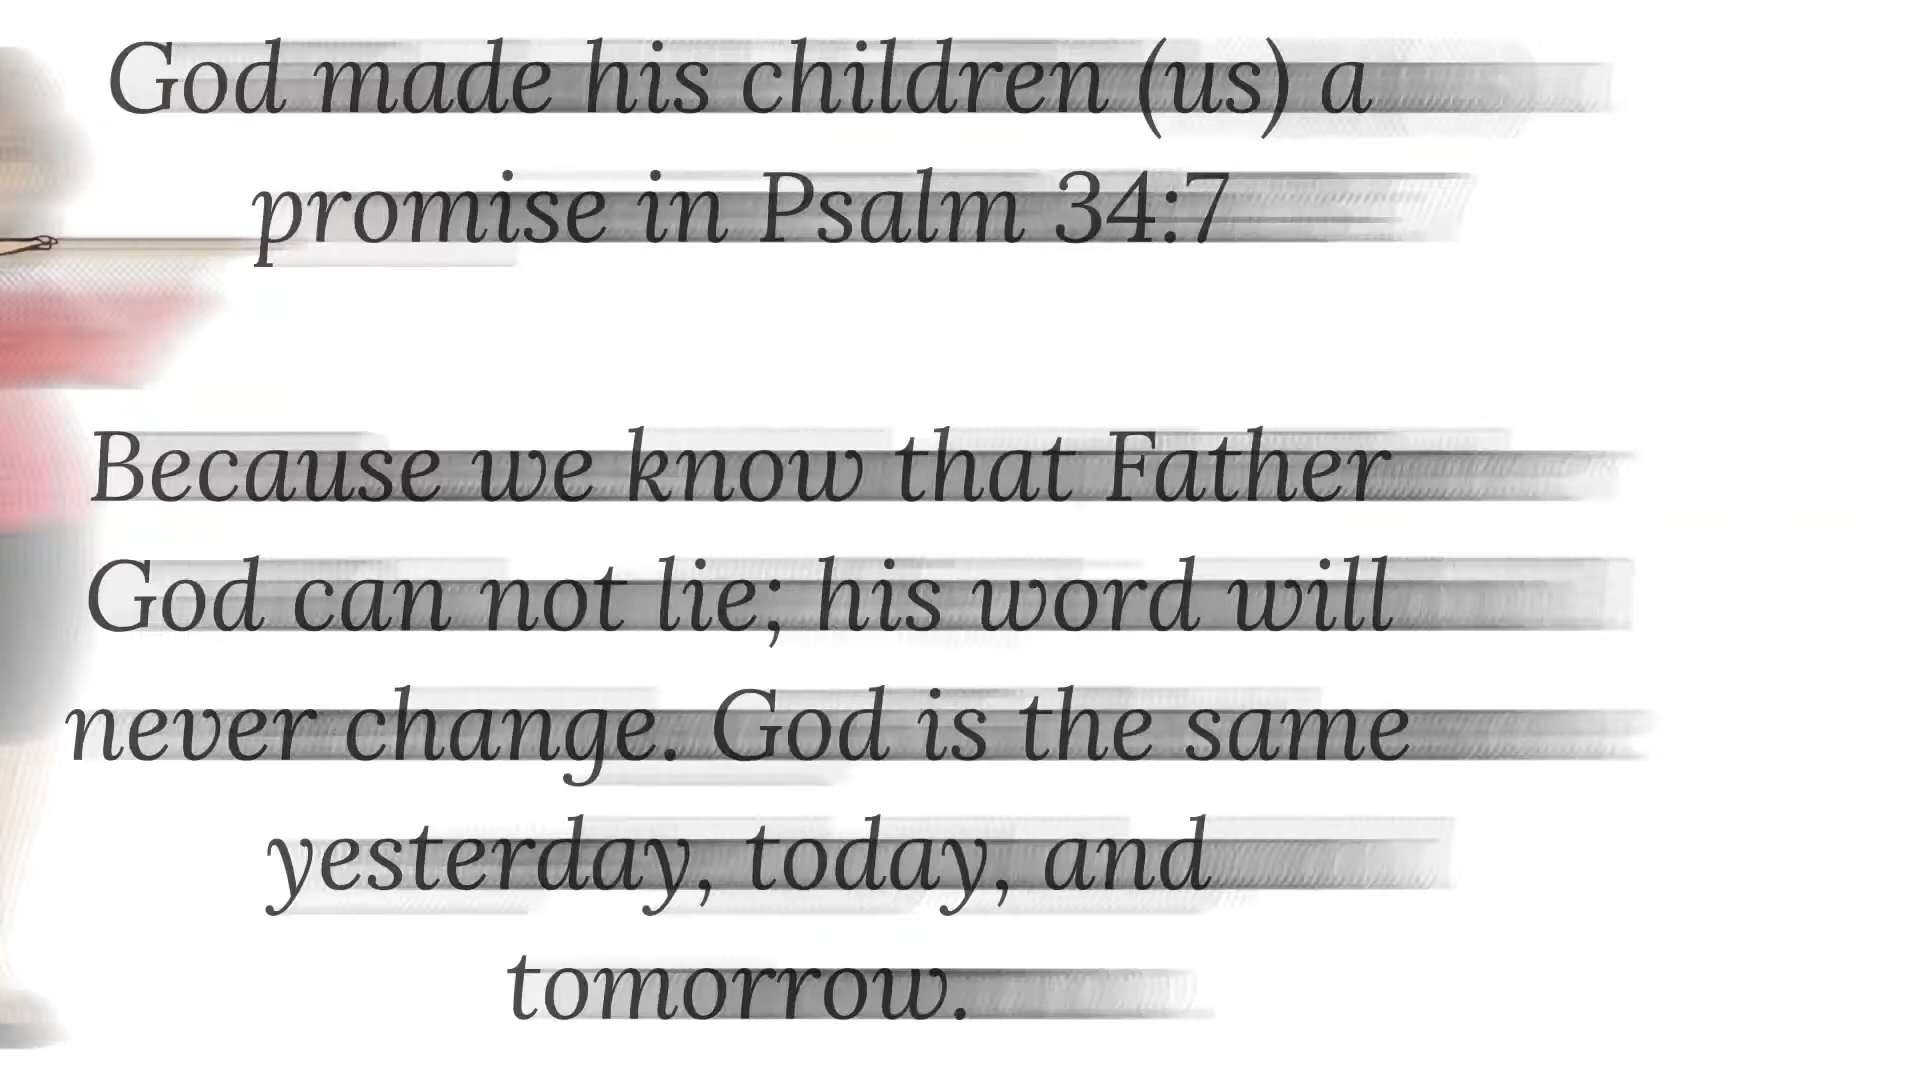 God made his children (us) a
promise in Psalm 34:7
Because we know that Father
God can not lie; his word will
never change. God is the same
yesterday, today, and
tomorrow.